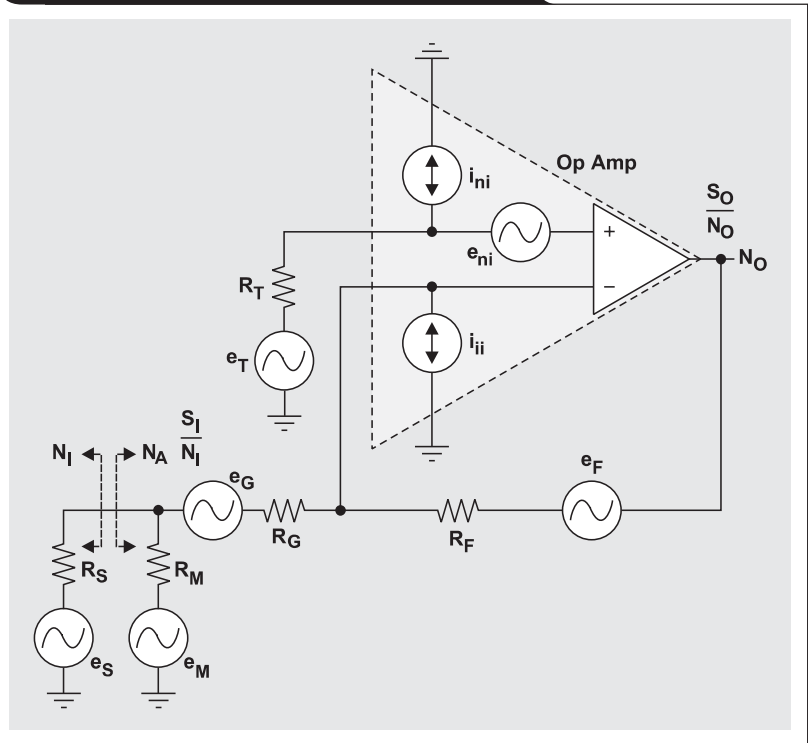 Op Amp
i_ni
S_O
N_O
N_O
+
e_ni
R_T
−
i_ii
e_T
S_I
N_I
N_A
N_I
e_G
e_F
R_G
R_F
R_S
R_M
e_S
e_M